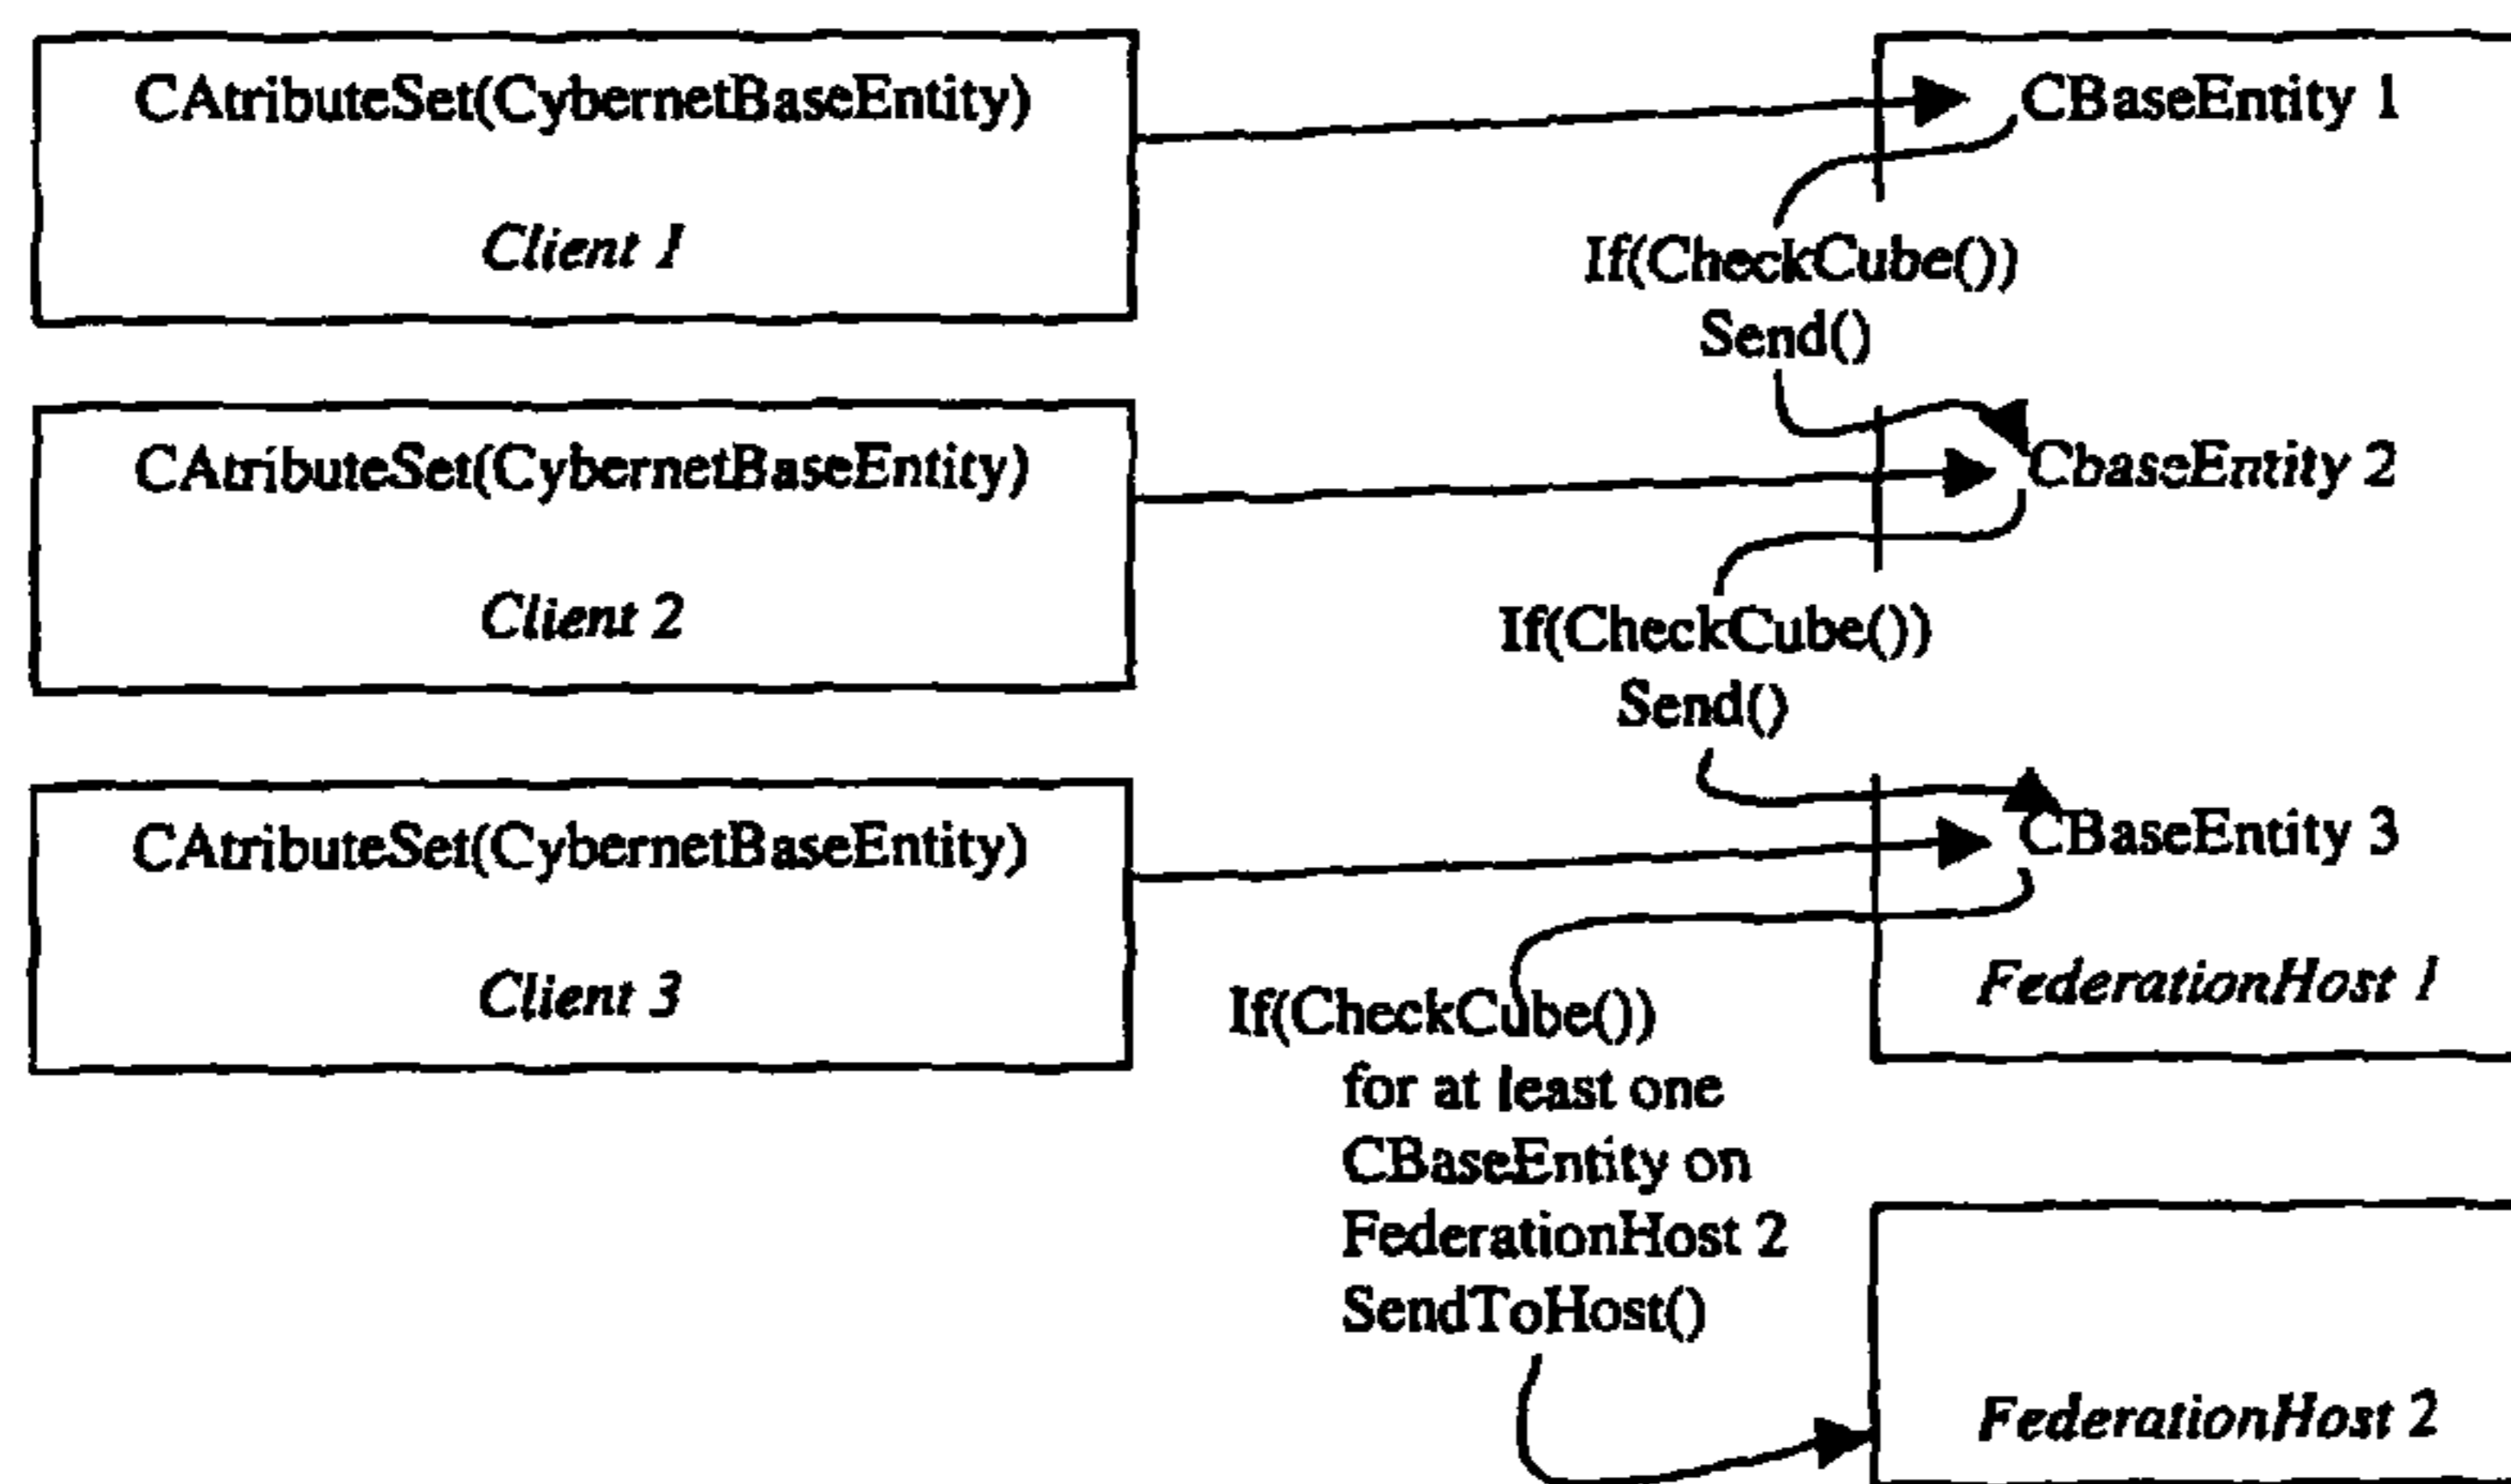 CAtributeSet(CybernetBaseEntity)
Client 1
CBaseEntity 1
If(CheckCube())
Send()
CAtributeSet(CybernetBaseEntity)
Client 2
CbaseEntity 2
If(CheckCube())
Send()
CAtributeSet(CybernetBaseEntity)
Client 3
CBaseEntity 3
FederationHost 1
If(CheckCube())
for at least one
CBaseEntity on
FederationHost 2
SendToHost()
FederationHost 2